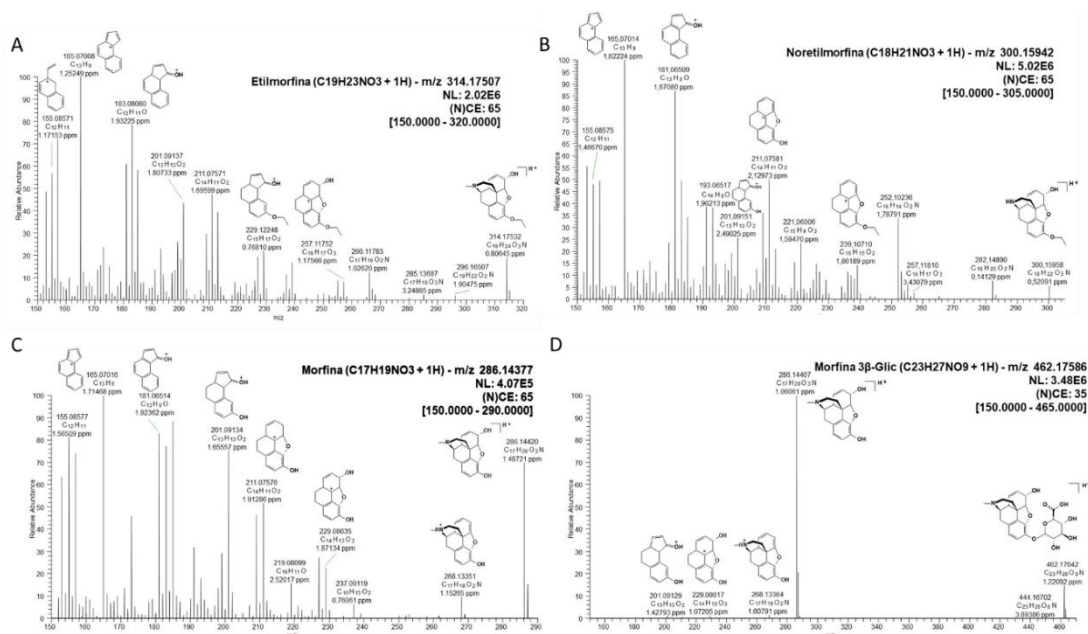 A
Etilmorfina (C19H23NO3 + 1H) - m/z 314.17507
NL: 2.02E6
(N)CE: 65
[150.0000 - 320.0000]
165.07008
C13H9
1.25249 ppm
155.08571
C12H11
1.17153 ppm
183.08080
C13H11O
1.93225 ppm
201.09137
C13H13O2
1.80733 ppm
211.07571
C14H11O2
1.69599 ppm
229.12248
C15H17O2
0.76810 ppm
257.11752
C16H17O3
1.17566 ppm
266.11783
C17H16O2N
1.02620 ppm
285.13687
C17H19O3N
3.24885 ppm
296.16507
C19H22O2N
1.90475 ppm
314.17532
C19H24O3N
0.80645 ppm
Relative Abundance
m/z
B
Noretilmorfina (C18H21NO3 + 1H) - m/z 300.15942
NL: 5.02E6
(N)CE: 65
[150.0000 - 305.0000]
165,07014
C13H9
1,62224 ppm
181,06509
C13H9O
1,67080 ppm
155,08575
C12H11
1,46670 ppm
193,06517
C14H9O
1,96213 ppm
201,09151
C13H13O2
2,49025 ppm
211,07581
C14H11O2
2,12973 ppm
221,06006
C15H9O2
1,59470 ppm
239,10710
C16H15O2
1,86189 ppm
252,10236
C16H14O2N
1,78791 ppm
257,11810
C16H17O3
3,43079 ppm
282,14890
C18H20O2N
0,14129 ppm
300,15958
C18H22O3N
0,52091 ppm
Relative Abundance
C
Morfina (C17H19NO3 + 1H) - m/z 286.14377
NL: 4.07E5
(N)CE: 65
[150.0000 - 290.0000]
165.07016
C13H9
1.71468 ppm
155.08577
C12H11
1.56509 ppm
181.06514
C13H9O
1.92362 ppm
201.09134
C13H13O2
1.65557 ppm
211.07576
C14H11O2
1.91286 ppm
219.08099
C16H11O
2.52017 ppm
229.08635
C14H13O3
1.87134 ppm
237.09119
C16H13O2
0.76061 ppm
268.13351
C17H18O2N
1.15265 ppm
286.14420
C17H20O3N
1.48721 ppm
Relative Abundance
D
Morfina 3β-Glic (C23H27NO9 + 1H) - m/z 462.17586
NL: 3.48E6
(N)CE: 35
[150.0000 - 465.0000]
286.14407
C17H20O3N
1.06061 ppm
201.09129
C13H13O2
1.42793 ppm
229.08617
C14H13O3
1.07205 ppm
268.13364
C17H18O2N
1.60791 ppm
444.16702
C23H26O8N
3.89386 ppm
462.17642
C23H28O9N
1.22092 ppm
Relative Abundance